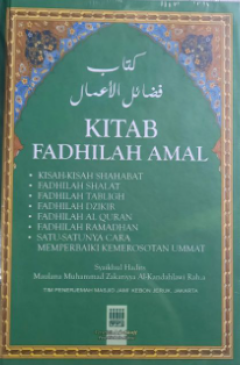 كتاب
فضائل الأعمال
KITAB
FADHILAH AMAL
• KISAH-KISAH SHAHABAT
• FADHILAH SHALAT
• FADHILAH TABLIGH
• FADHILAH DZIKIR
• FADHILAH AL QURAN
• FADHILAH RAMADHAN
• SATU-SATUNYA CARA
MEMPERBAIKI KEMEROSOTAN UMMAT
Syaikhul Hadits
Maulana Muhammad Zakariyya Al-Kandahlawi Rah.a
TIM PENERJEMAH MASJID JAMI' KEBON JERUK, JAKARTA